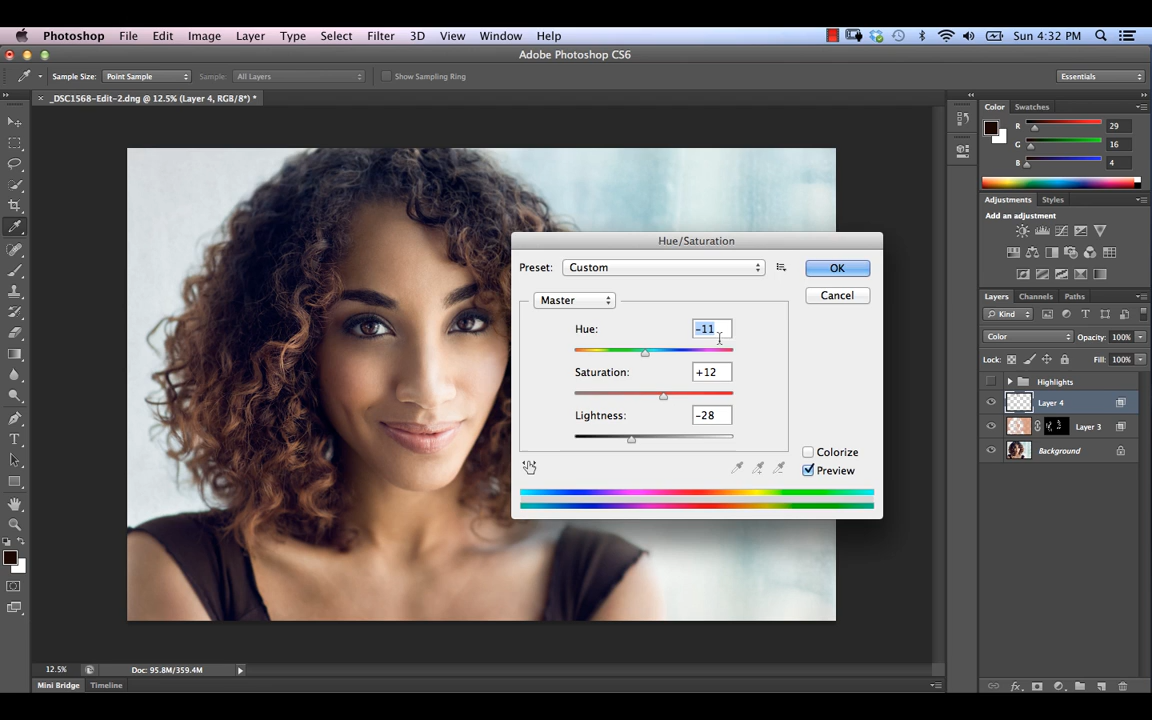 Photoshop File Edit Image Layer Type Select Filter 3D View Window Help Sun 4:32 PM
Adobe Photoshop CS6
Sample Size: Point Sample Sample: All Layers Show Sampling Ring Essentials
_DSC1568-Edit-2.dng @ 12.5% (Layer 4, RGB/8*) *
Color Swatches
R 29
G 16
B 4
Adjustments Styles
Add an adjustment
Hue/Saturation
Preset: Custom OK
Cancel
Master
Hue: -11
Saturation: +12
Lightness: -28
Colorize
Preview
Layers Channels Paths
Kind
Color Opacity: 100%
Lock: Fill: 100%
Highlights
Layer 4
Layer 3
Background
12.5% Doc: 95.8M/359.4M
Mini Bridge Timeline